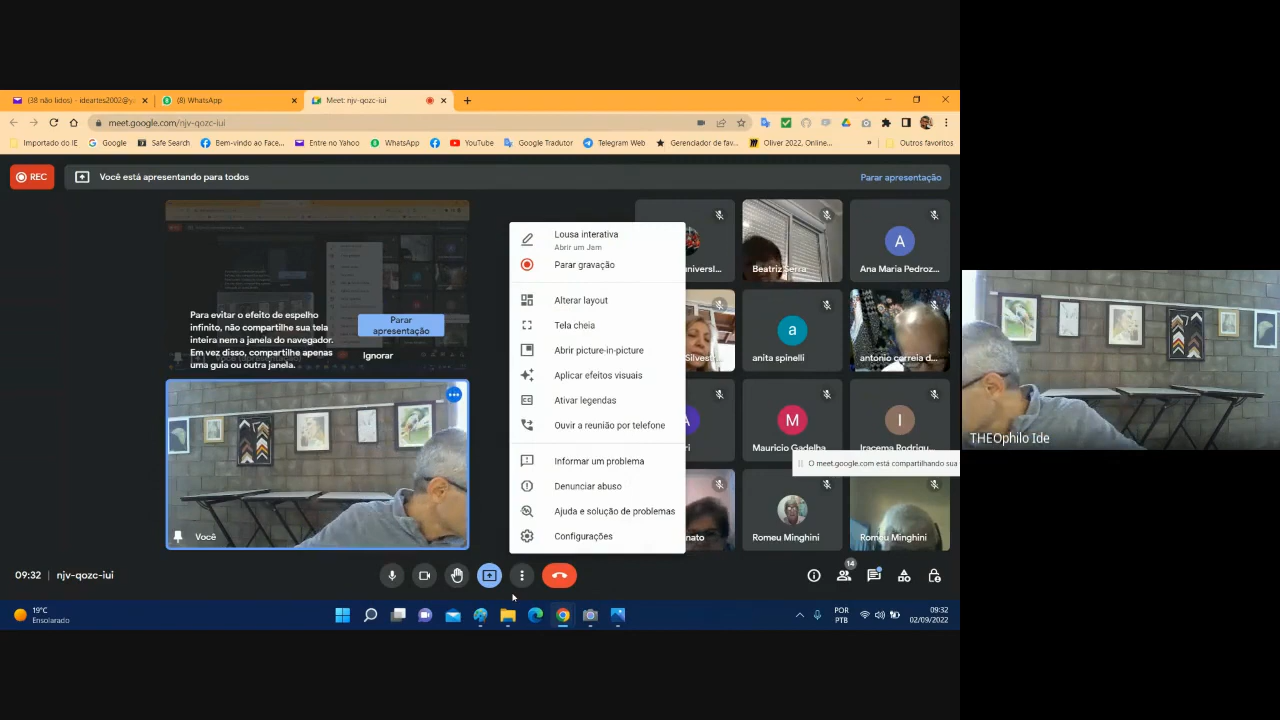 (38 não lidos) - ideartes2002@y
(8) WhatsApp
Meet: njv-qozc-iui
meet.google.com/njv-qozc-iui
Importado do IE
Google
Safe Search
Bem-vindo ao Face...
Entre no Yahoo
WhatsApp
YouTube
Google Tradutor
Telegram Web
Gerenciador de fav...
Oliver 2022, Online...
»
Outros favoritos
REC
Você está apresentando para todos
Parar apresentação
Lousa interativa
Abrir um Jam
Parar gravação
Alterar layout
Tela cheia
Abrir picture-in-picture
Aplicar efeitos visuais
Ativar legendas
Ouvir a reunião por telefone
Informar um problema
Denunciar abuso
Ajuda e solução de problemas
Configurações
Para evitar o efeito de espelho
infinito, não compartilhe sua tela
inteira nem a janela do navegador.
Em vez disso, compartilhe apenas
uma guia ou outra janela.
Parar
apresentação
Ignorar
Você
universi...
Beatriz Serra
A
Ana Maria Pedroz...
Silvest
a
anita spinelli
antonio correia d...
ri
M
Mauricio Gadelha
I
Iracema Rodrigu
O meet.google.com está compartilhando sua
nato
Romeu Minghini
Romeu Minghini
THEOphilo Ide
09:32 | njv-qozc-iui
14
19°C
Ensolarado
POR
PTB
09:32
02/09/2022